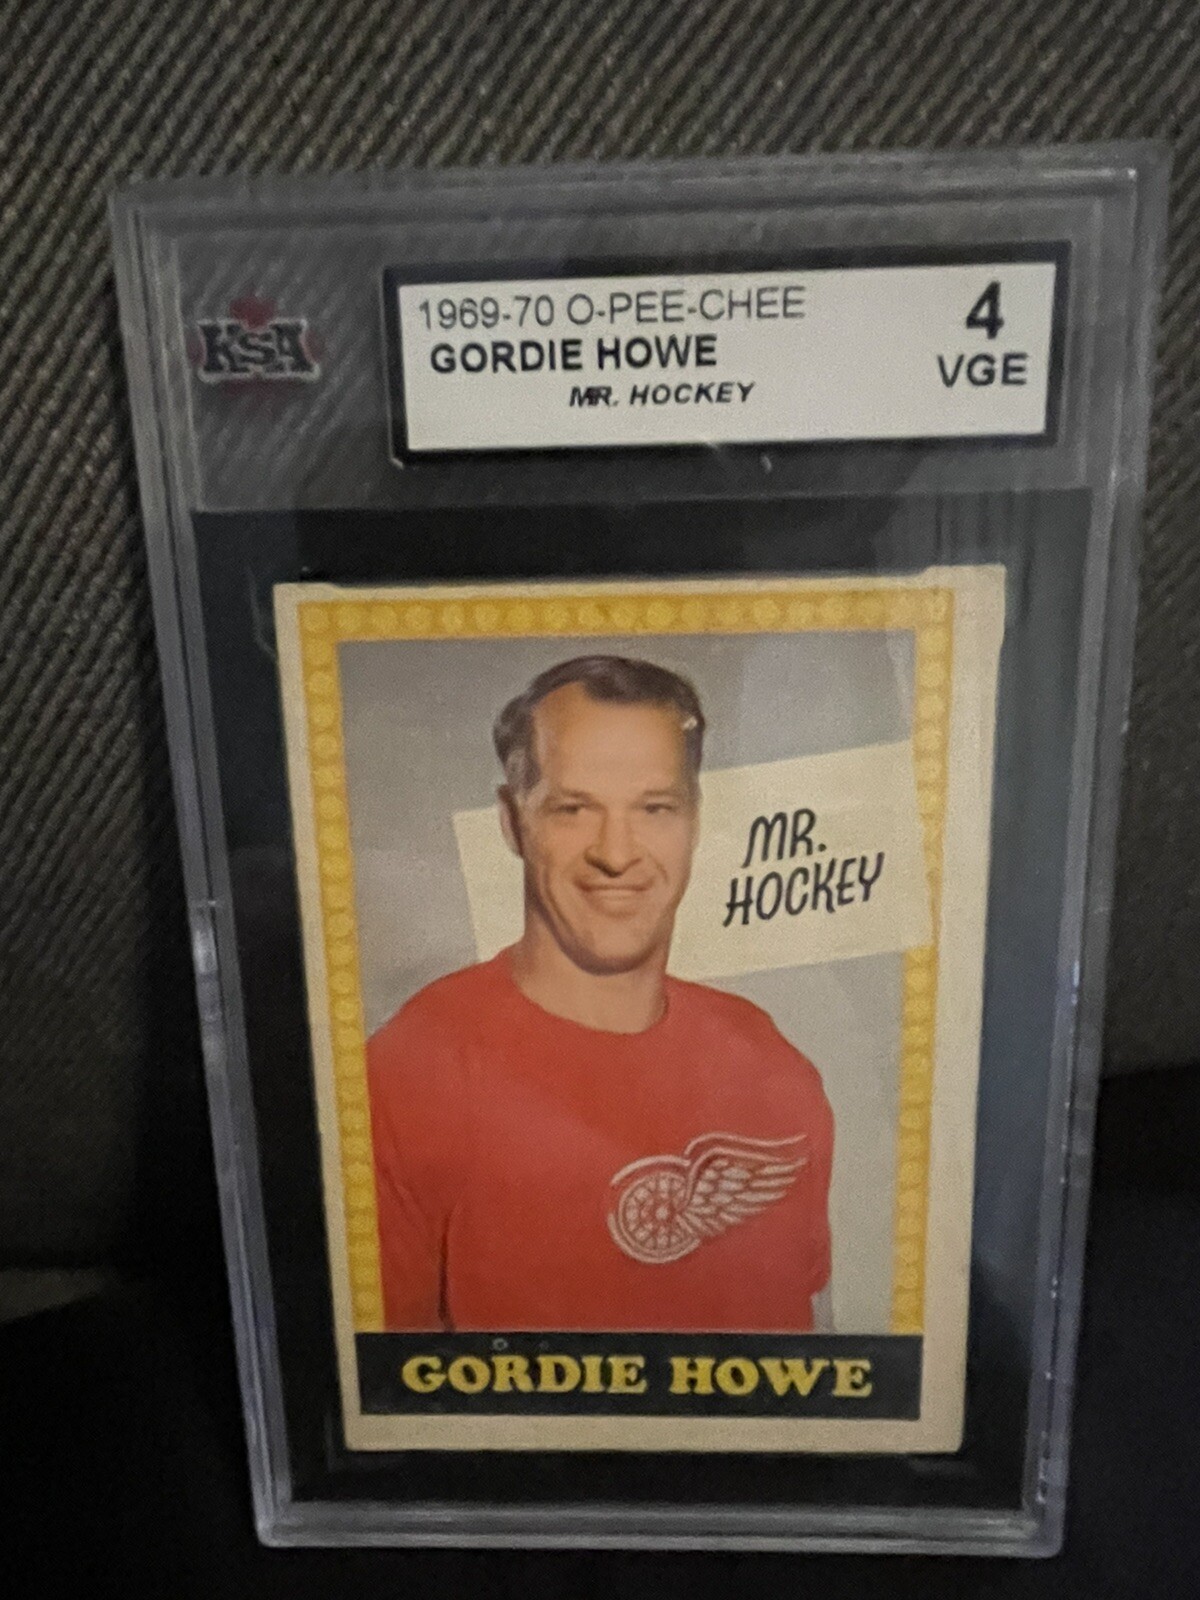 KSA
1969-70 O-PEE-CHEE
GORDIE HOWE
MR. HOCKEY
4
VGE
MR.
HOCKEY
GORDIE HOWE